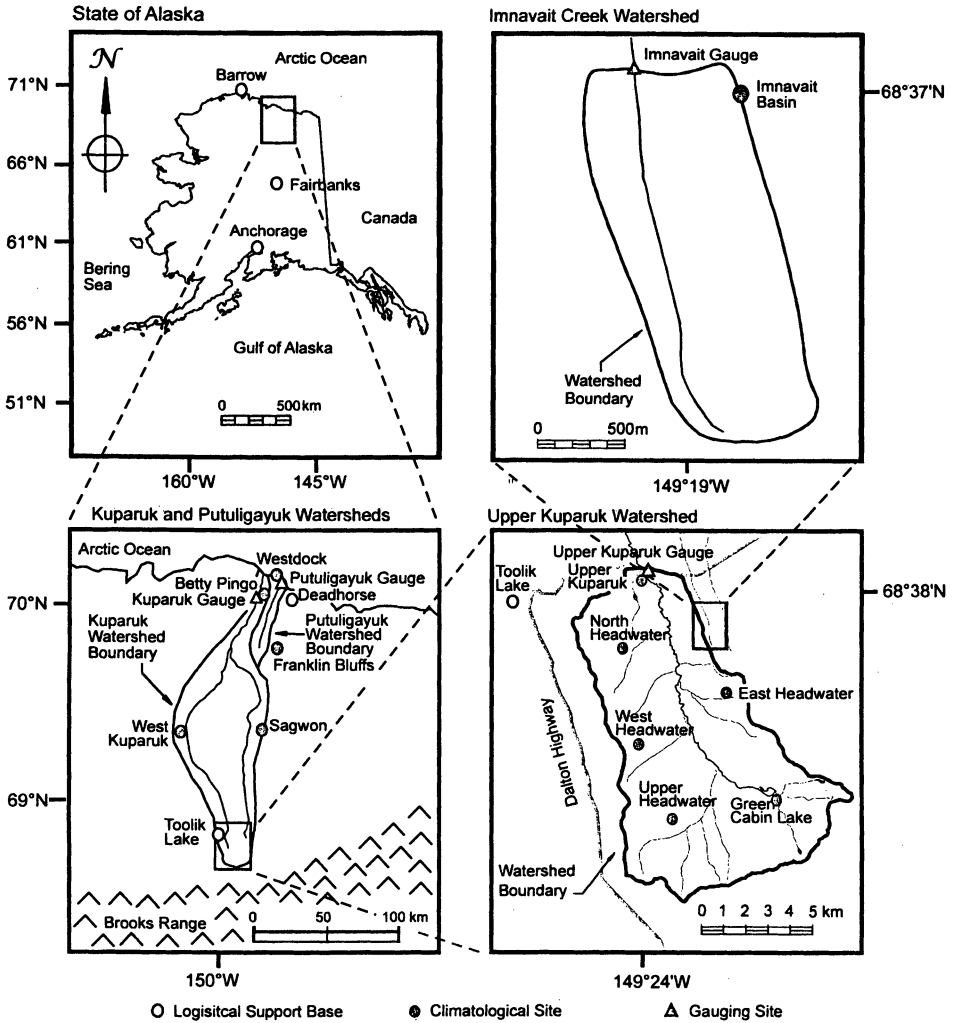 State of Alaska
N
Arctic Ocean
Barrow
71°N
66°N
Fairbanks
Canada
Anchorage
61°N
Bering
Sea
56°N
Gulf of Alaska
51°N
0 500 km
160°W 145°W
Imnavait Creek Watershed
Imnavait Gauge
Imnavait
Basin
68°37'N
Watershed
Boundary
0 500m
149°19'W
Kuparuk and Putuligayuk Watersheds
Arctic Ocean
Westdock
Betty Pingo
Putuligayuk Gauge
Kuparuk Gauge
Deadhorse
70°N
Kuparuk
Watershed
Boundary
Putuligayuk
Watershed
Boundary
Franklin Bluffs
West
Kuparuk
Sagwon
69°N
Toolik
Lake
Brooks Range
0 50 100 km
150°W
Upper Kuparuk Watershed
Upper Kuparuk Gauge
Upper
Kuparuk
Toolik
Lake
68°38'N
North
Headwater
East Headwater
West
Headwater
Dalton Highway
Upper
Headwater
Green
Cabin Lake
Watershed
Boundary
0 1 2 3 4 5 km
149°24'W
Logisitcal Support Base
Climatological Site
Gauging Site